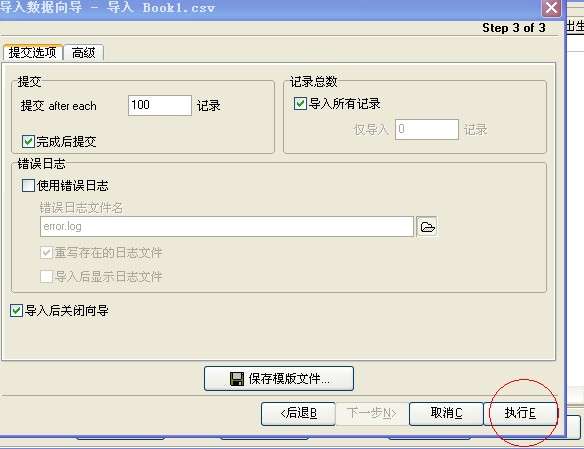 导入数据向导 - 导入 Book1.csv
Step 3 of 3
出生
提交选项 高级
提交
提交 after each 100 记录
完成后提交
记录总数
导入所有记录
仅导入 0 记录
错误日志
使用错误日志
错误日志文件名
error.log
重写存在的日志文件
导入后显示日志文件
导入后关闭向导
保存模版文件...
<后退B 下一步N> 取消C 执行E